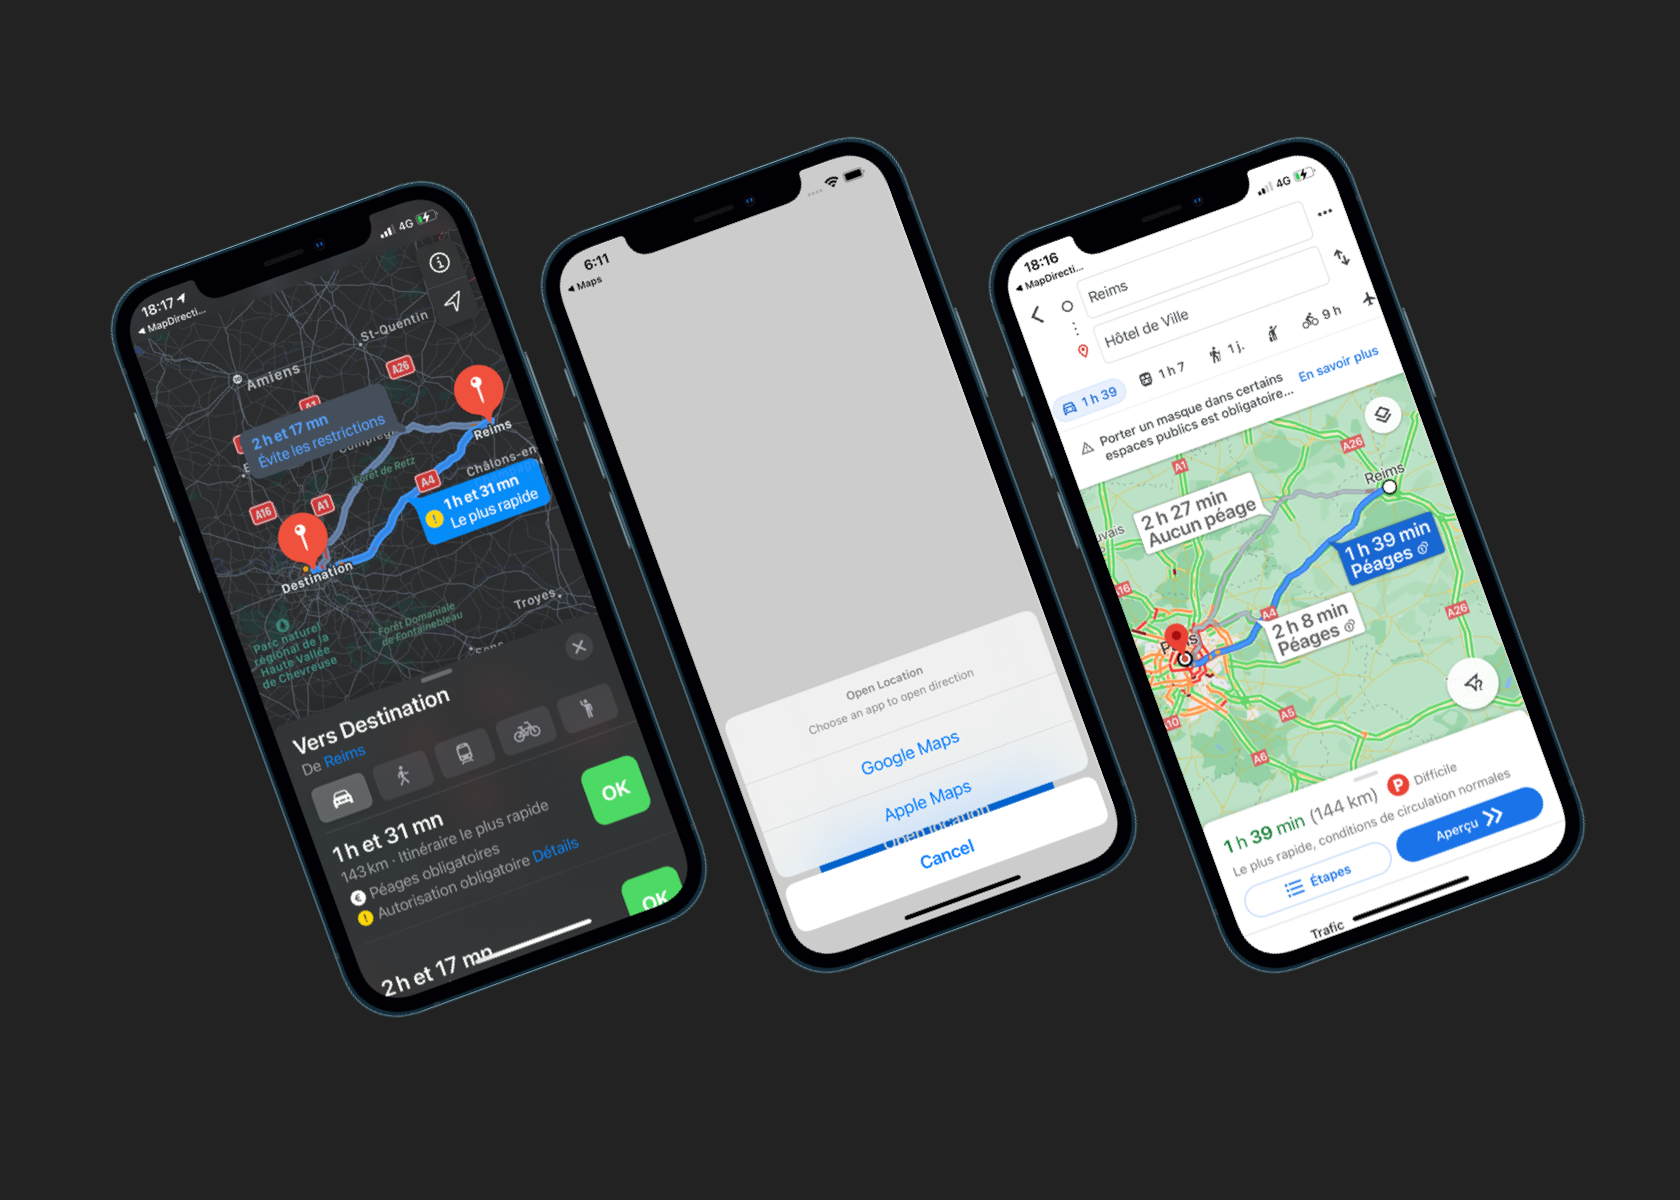 18:17
4G
◀ MapDirecti...
St-Quentin
Amiens
A26
A1
2 h et 17 mn
Évite les restrictions
Reims
Forêt de Retz
Châlons-en-
A4
1 h et 31 mn
Le plus rapide
A16
A1
Destination
Troyes
Forêt Domaniale
de Fontainebleau
Parc naturel
régional de la
Haute Vallée
de Chevreuse
Sens
Vers Destination
De Reims
1 h et 31 mn
143 km · Itinéraire le plus rapide
Péages obligatoires
Autorisation obligatoire Détails
OK
OK
2 h et 17 mn
6:11
◀ Maps
Open Location
Choose an app to open direction
Google Maps
Apple Maps
Open location
Cancel
18:16
4G
◀ MapDirecti...
Reims
Hôtel de Ville
1 h 39
1 h 7
1 j.
9 h
Porter un masque dans certains
espaces publics est obligatoire...
En savoir plus
A26
A1
Reims
2 h 27 min
Aucun péage
uvais
1 h 39 min
Péages
A16
A4
2 h 8 min
Péages
A26
A5
10
A6
1 h 39 min (144 km)
P Difficile
Le plus rapide, conditions de circulation normales
Étapes
Aperçu
Trafic